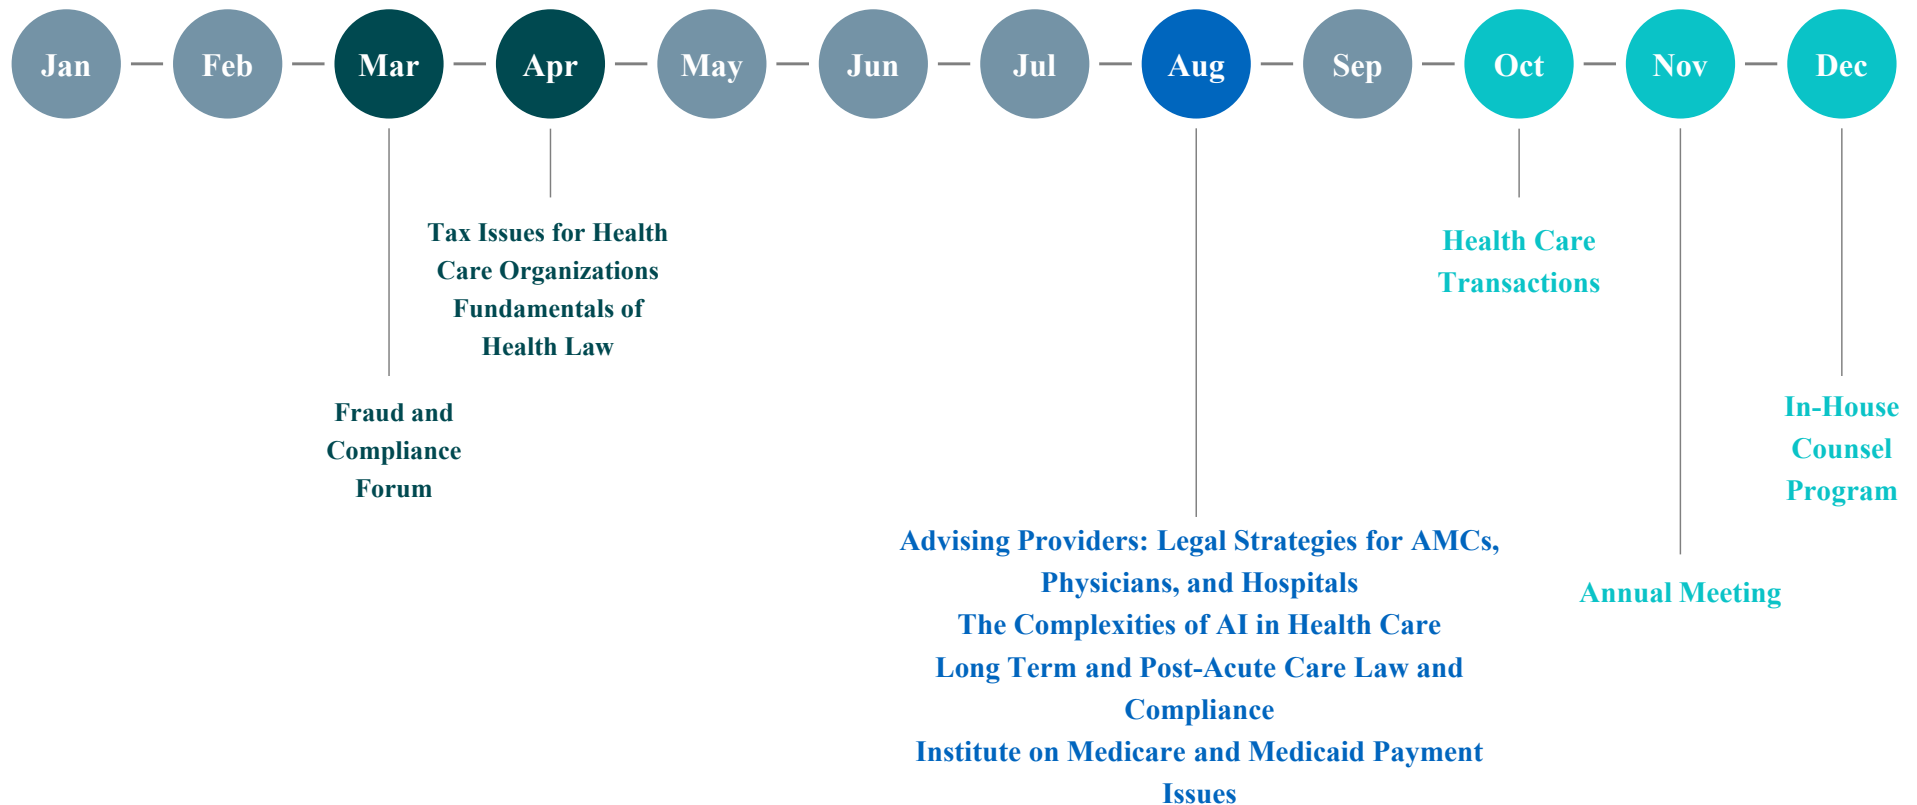 Jan
Feb
Mar
Apr
May
Jun
Jul
Aug
Sep
Oct
Nov
Dec
Fraud and
Compliance
Forum
Tax Issues for Health
Care Organizations
Fundamentals of
Health Law
Advising Providers: Legal Strategies for AMCs,
Physicians, and Hospitals
The Complexities of AI in Health Care
Long Term and Post-Acute Care Law and
Compliance
Institute on Medicare and Medicaid Payment
Issues
Health Care
Transactions
Annual Meeting
In-House
Counsel
Program